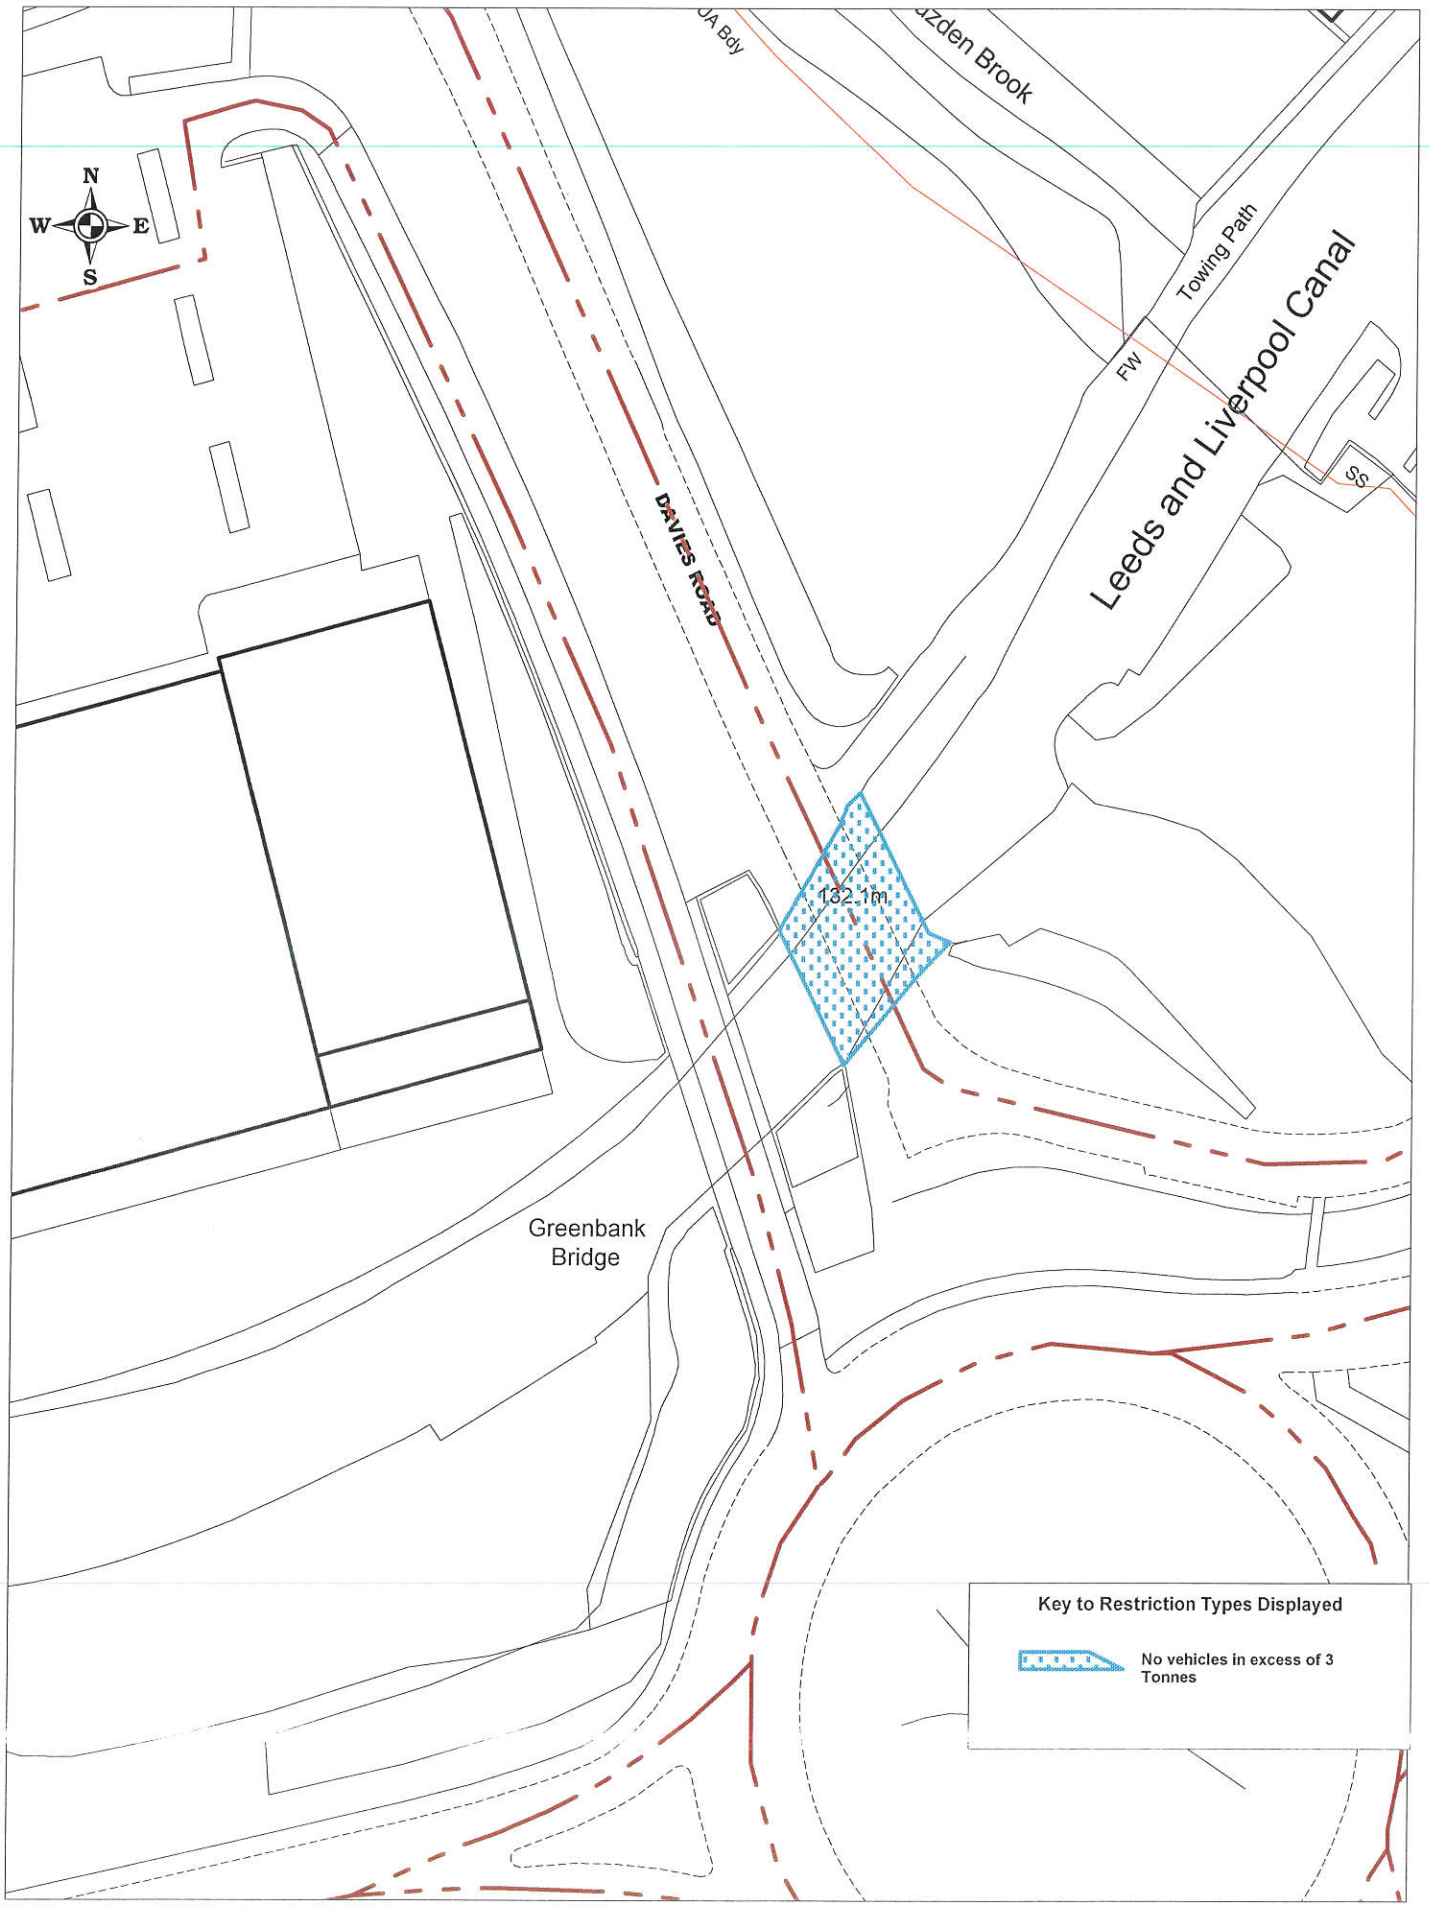 UA Bdy
zden Brook
N
W E
S
Towing Path
FW
Leeds and Liverpool Canal
SS
DAVIES ROAD
132.1m
Greenbank
Bridge
Key to Restriction Types Displayed
No vehicles in excess of 3
Tonnes